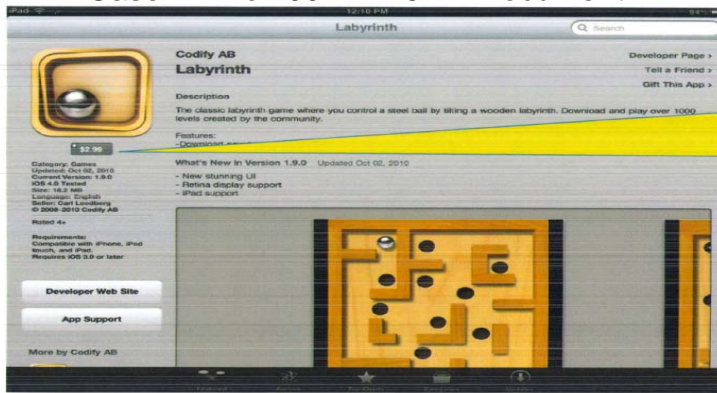 iPad 12:10 PM 94%
Labyrinth
Search
Codify AB
Labyrinth
Developer Page >
Tell a Friend >
Gift This App >
Description
The classic labyrinth game where you control a steel ball by tilting a wooden labyrinth. Download and play over 1000
levels created by the community.
Features:
$2.99
What's New in Version 1.9.0 Updated Oct 02, 2010
- New stunning UI
- Retina display support
- iPad support
Category: Games
Updated: Oct 02, 2010
Current Version: 1.9.0
iOS 4.0 Tested
Size: 16.2 MB
Language: English
Seller: Carl Loodberg
© 2008-2010 Codify AB
Rated 4+
Requirements:
Compatible with iPhone, iPod
touch, and iPad.
Requires iOS 3.0 or later
Developer Web Site
App Support
More by Codify AB